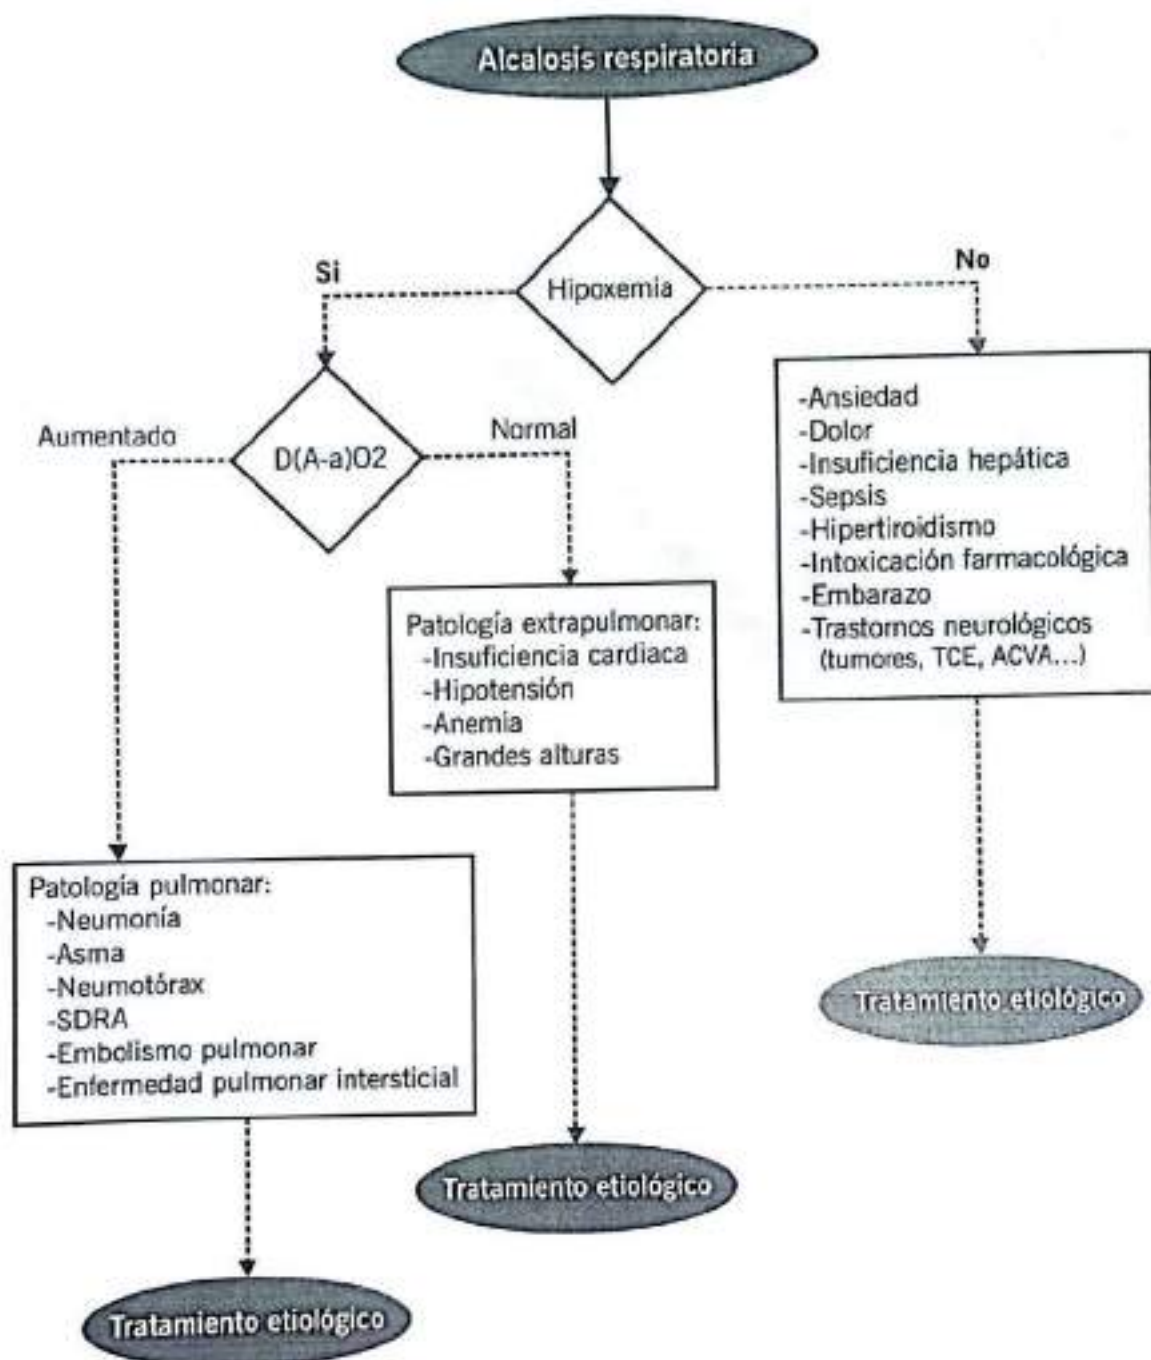 Alcalosis respiratoria
Si
No
Hipoxemia
Aumentado
Normal
D(A-a)O2
-Ansiedad
-Dolor
-Insuficiencia hepática
-Sepsis
-Hipertiroidismo
-Intoxicación farmacológica
-Embarazo
-Trastornos neurológicos
(tumores, TCE, ACVA...)
Patología extrapulmonar:
-Insuficiencia cardiaca
-Hipotensión
-Anemia
-Grandes alturas
Patología pulmonar:
-Neumonía
-Asma
-Neumotórax
-SDRA
-Embolismo pulmonar
-Enfermedad pulmonar intersticial
Tratamiento etiológico
Tratamiento etiológico
Tratamiento etiológico